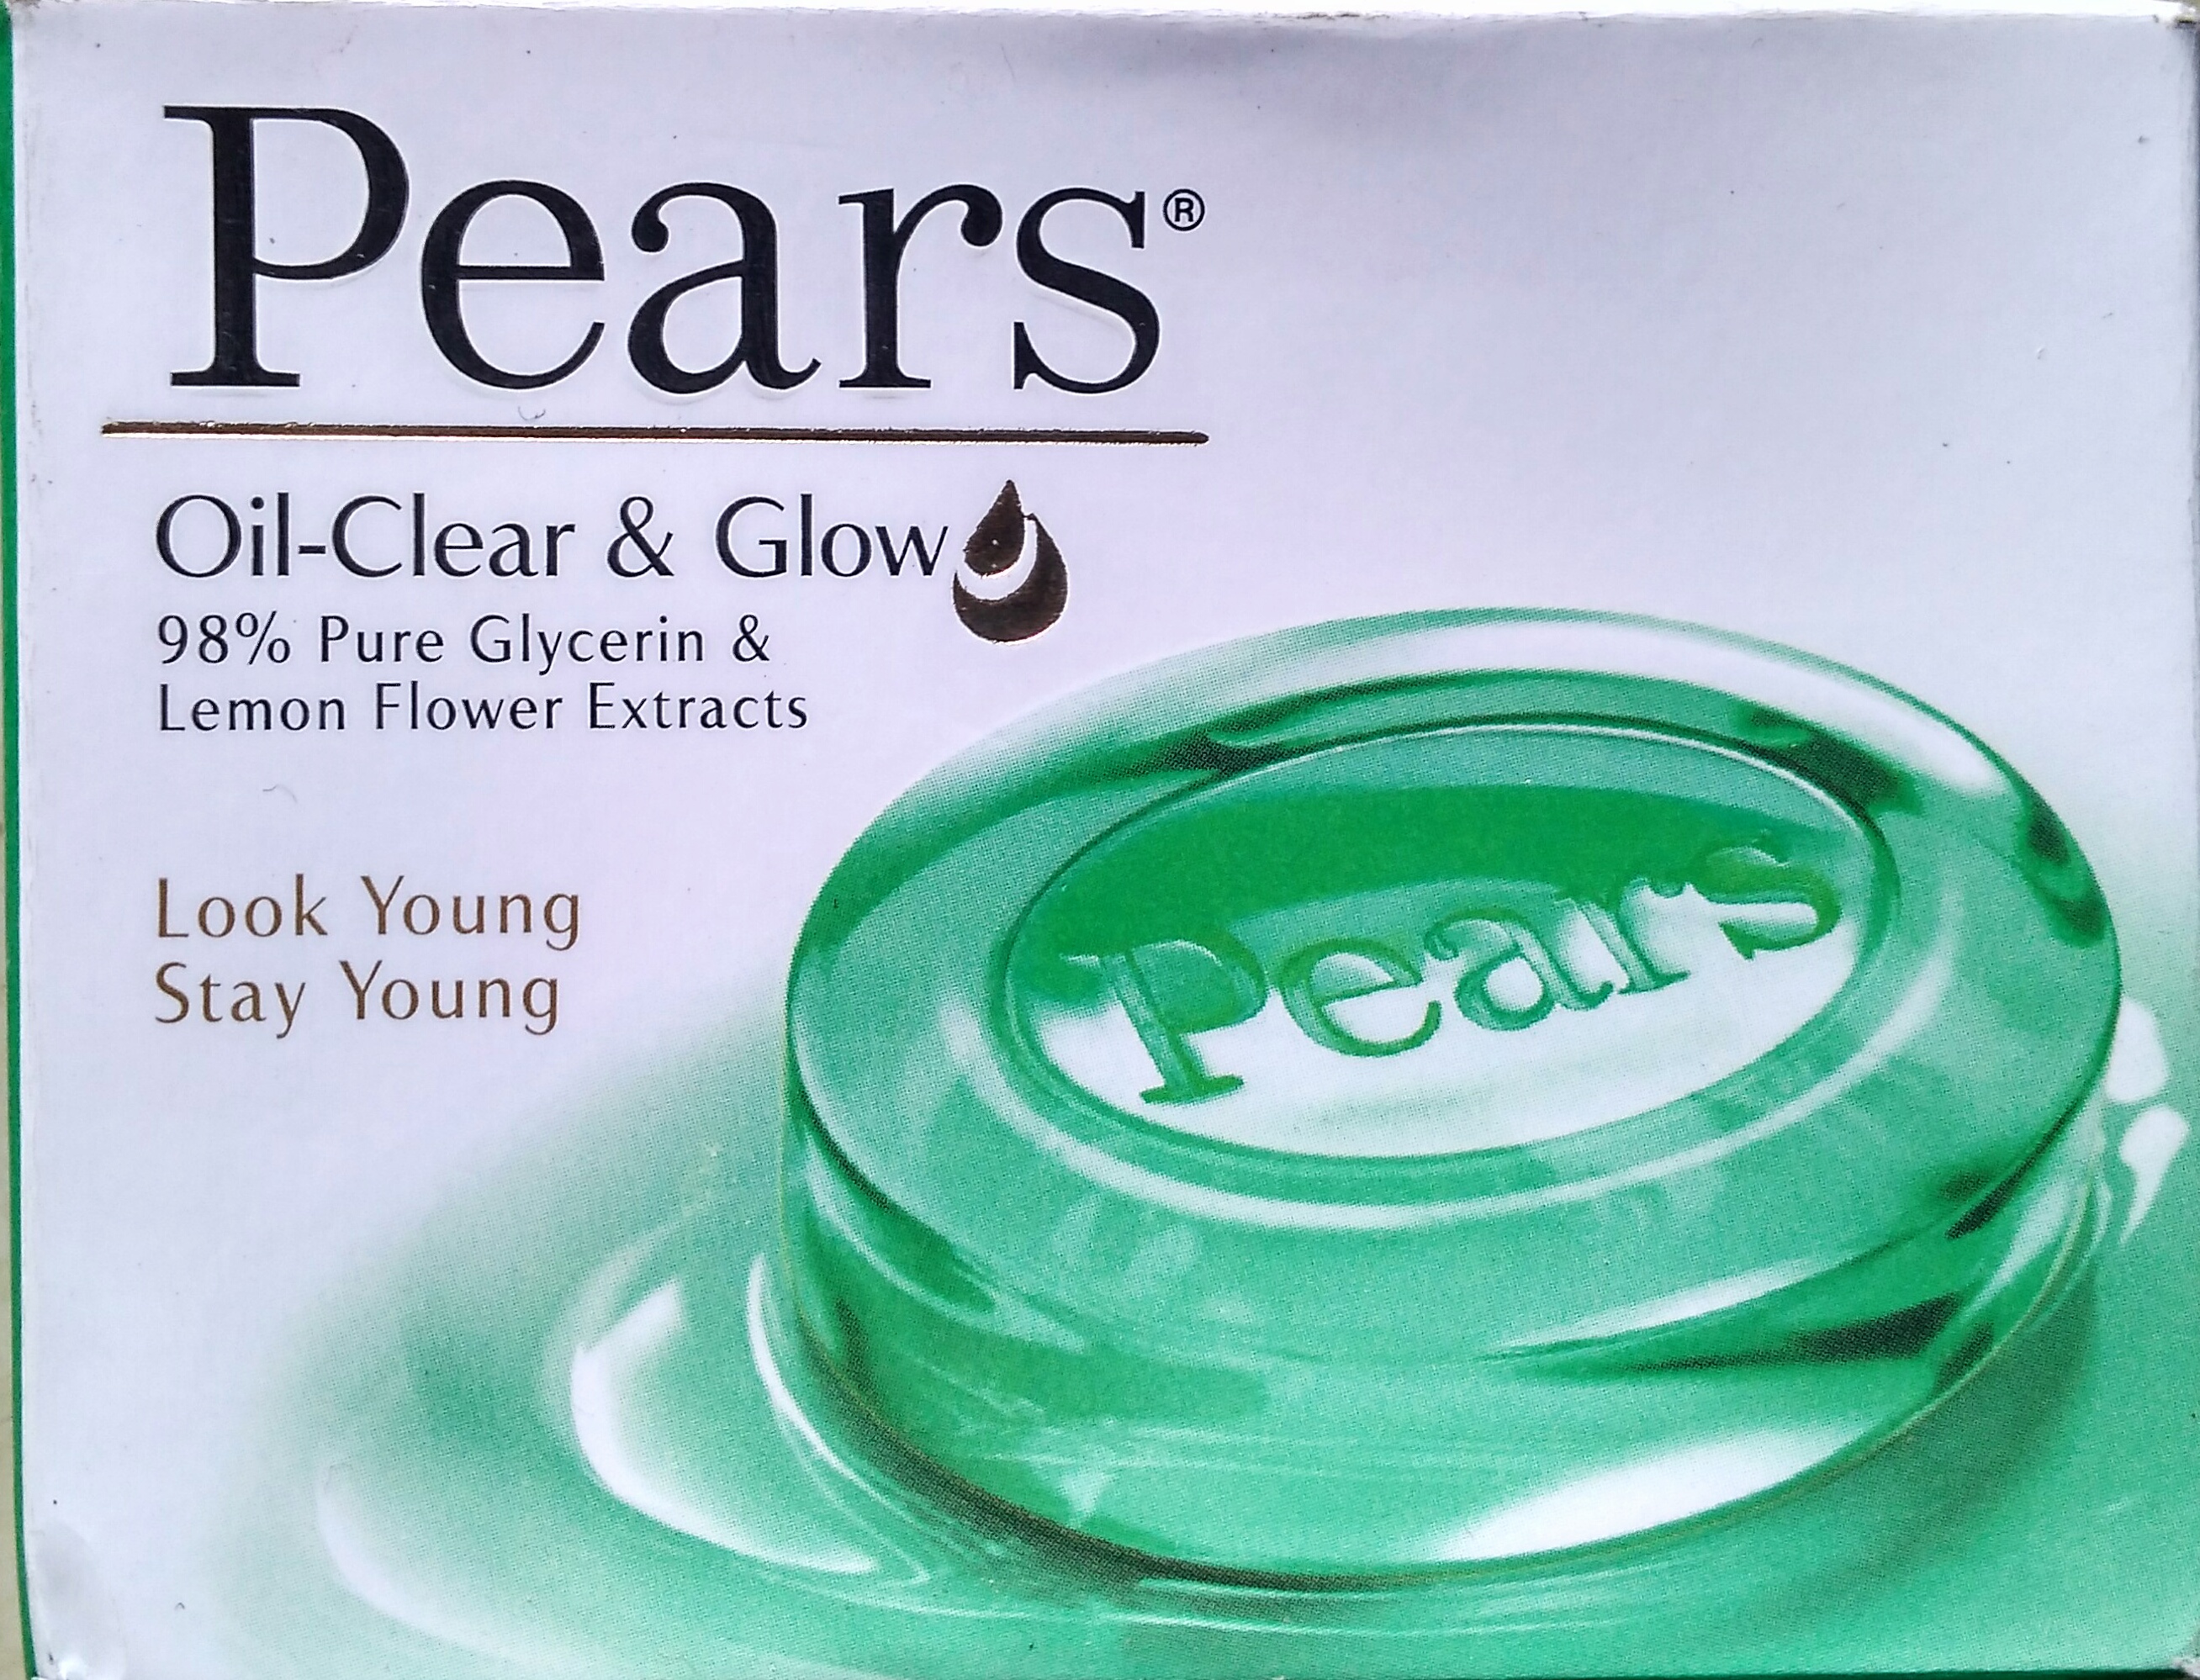 Pears®
Oil-Clear & Glow
98% Pure Glycerin &
Lemon Flower Extracts
Look Young
Stay Young
Pears